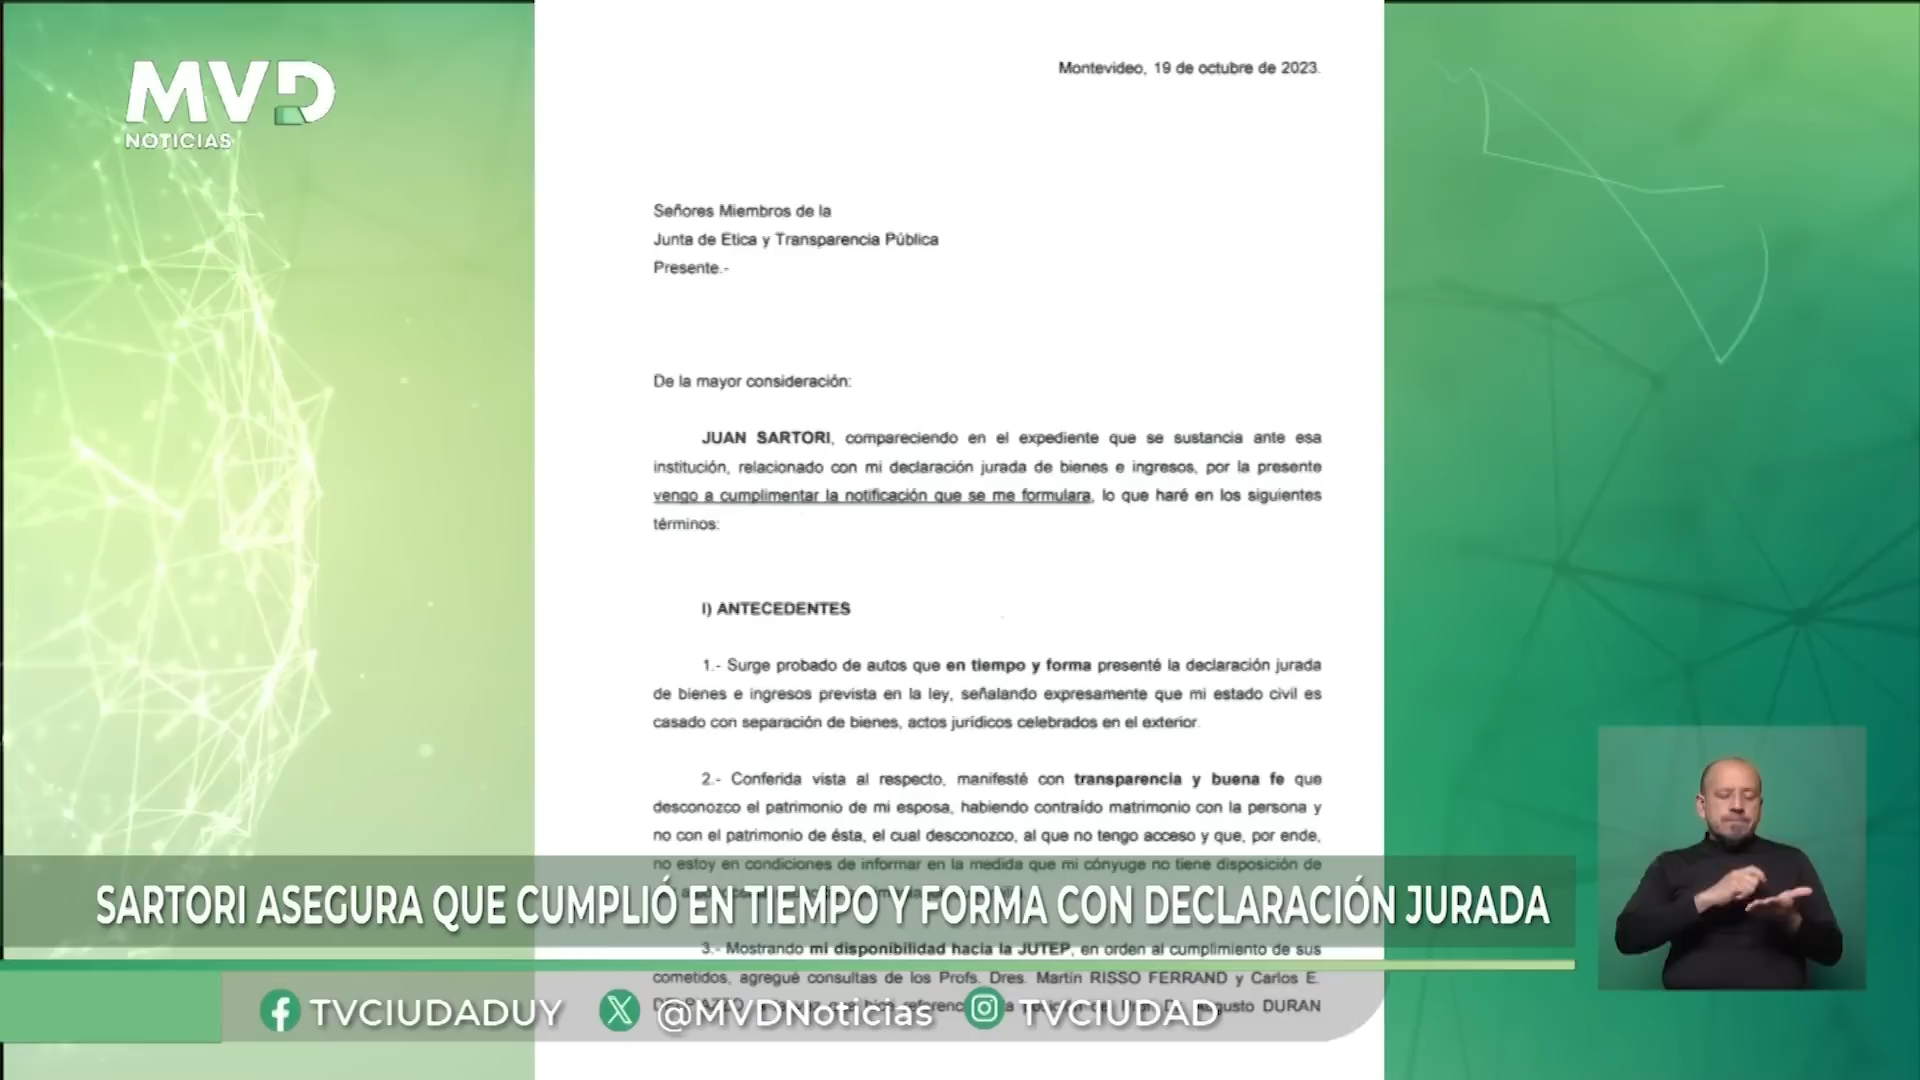 MVD
NOTICIAS
Montevideo, 19 de octubre de 2023.
Señores Miembros de la
Junta de Etica y Transparencia Pública
Presente.-
De la mayor consideración:
JUAN SARTORI, compareciendo en el expediente que se sustancia ante esa
institución, relacionado con mi declaración jurada de bienes e ingresos, por la presente
vengo a cumplimentar la notificación que se me formulara, lo que haré en los siguientes
términos:
I) ANTECEDENTES
1.- Surge probado de autos que en tiempo y forma presenté la declaración jurada
de bienes e ingresos prevista en la ley, señalando expresamente que mi estado civil es
casado con separación de bienes, actos jurídicos celebrados en el exterior.
2.- Conferida vista al respecto, manifesté con transparencia y buena fe que
desconozco el patrimonio de mi esposa, habiendo contraído matrimonio con la persona y
no con el patrimonio de ésta, el cual desconozco, al que no tengo acceso y que, por ende,
no estoy en condiciones de informar en la medida que mi cónyuge no tiene disposición de
SARTORI ASEGURA QUE CUMPLIÓ EN TIEMPO Y FORMA CON DECLARACIÓN JURADA
3.- Mostrando mi disponibilidad hacia la JUTEP, en orden al cumplimiento de sus
cometidos, agregué consultas de los Profs. Dres. Martín RISSO FERRAND y Carlos E.
DURAN
TVCIUDADUY @MVDNoticias TVCIUDAD